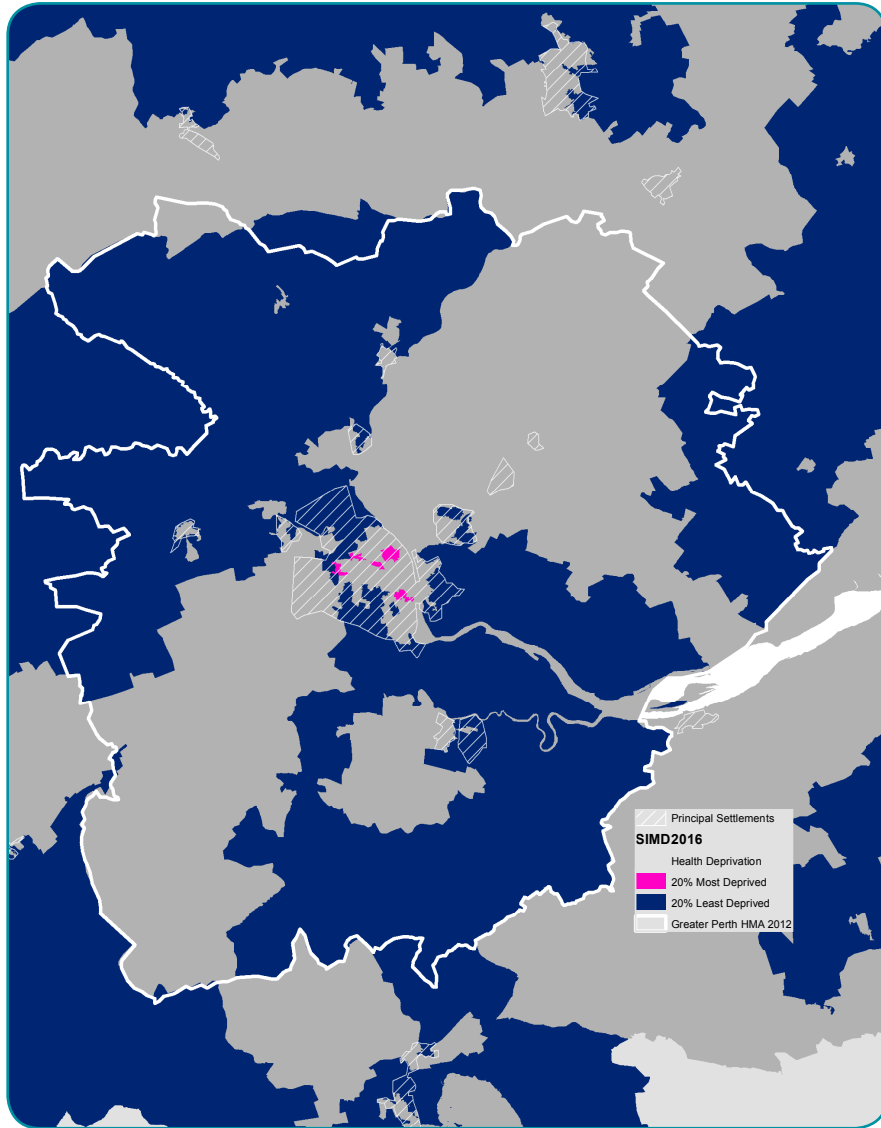 Principal Settlements
SIMD2016
Health Deprivation
20% Most Deprived
20% Least Deprived
Greater Perth HMA 2012